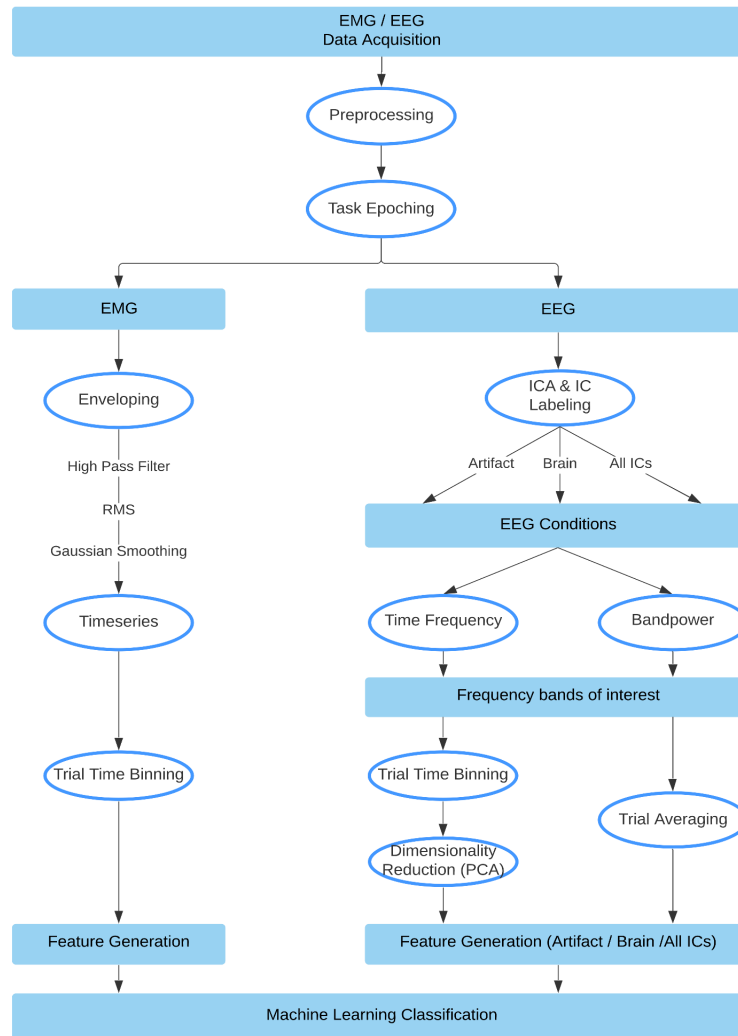 EMG / EEG
Data Acquisition
Preprocessing
Task Epoching
EMG
EEG
Enveloping
ICA & IC
Labeling
High Pass Filter
Artifact
Brain
All ICs
RMS
EEG Conditions
Gaussian Smoothing
Timeseries
Time Frequency
Bandpower
Frequency bands of interest
Trial Time Binning
Trial Time Binning
Trial Averaging
Dimensionality
Reduction (PCA)
Feature Generation
Feature Generation (Artifact / Brain /All ICs)
Machine Learning Classification